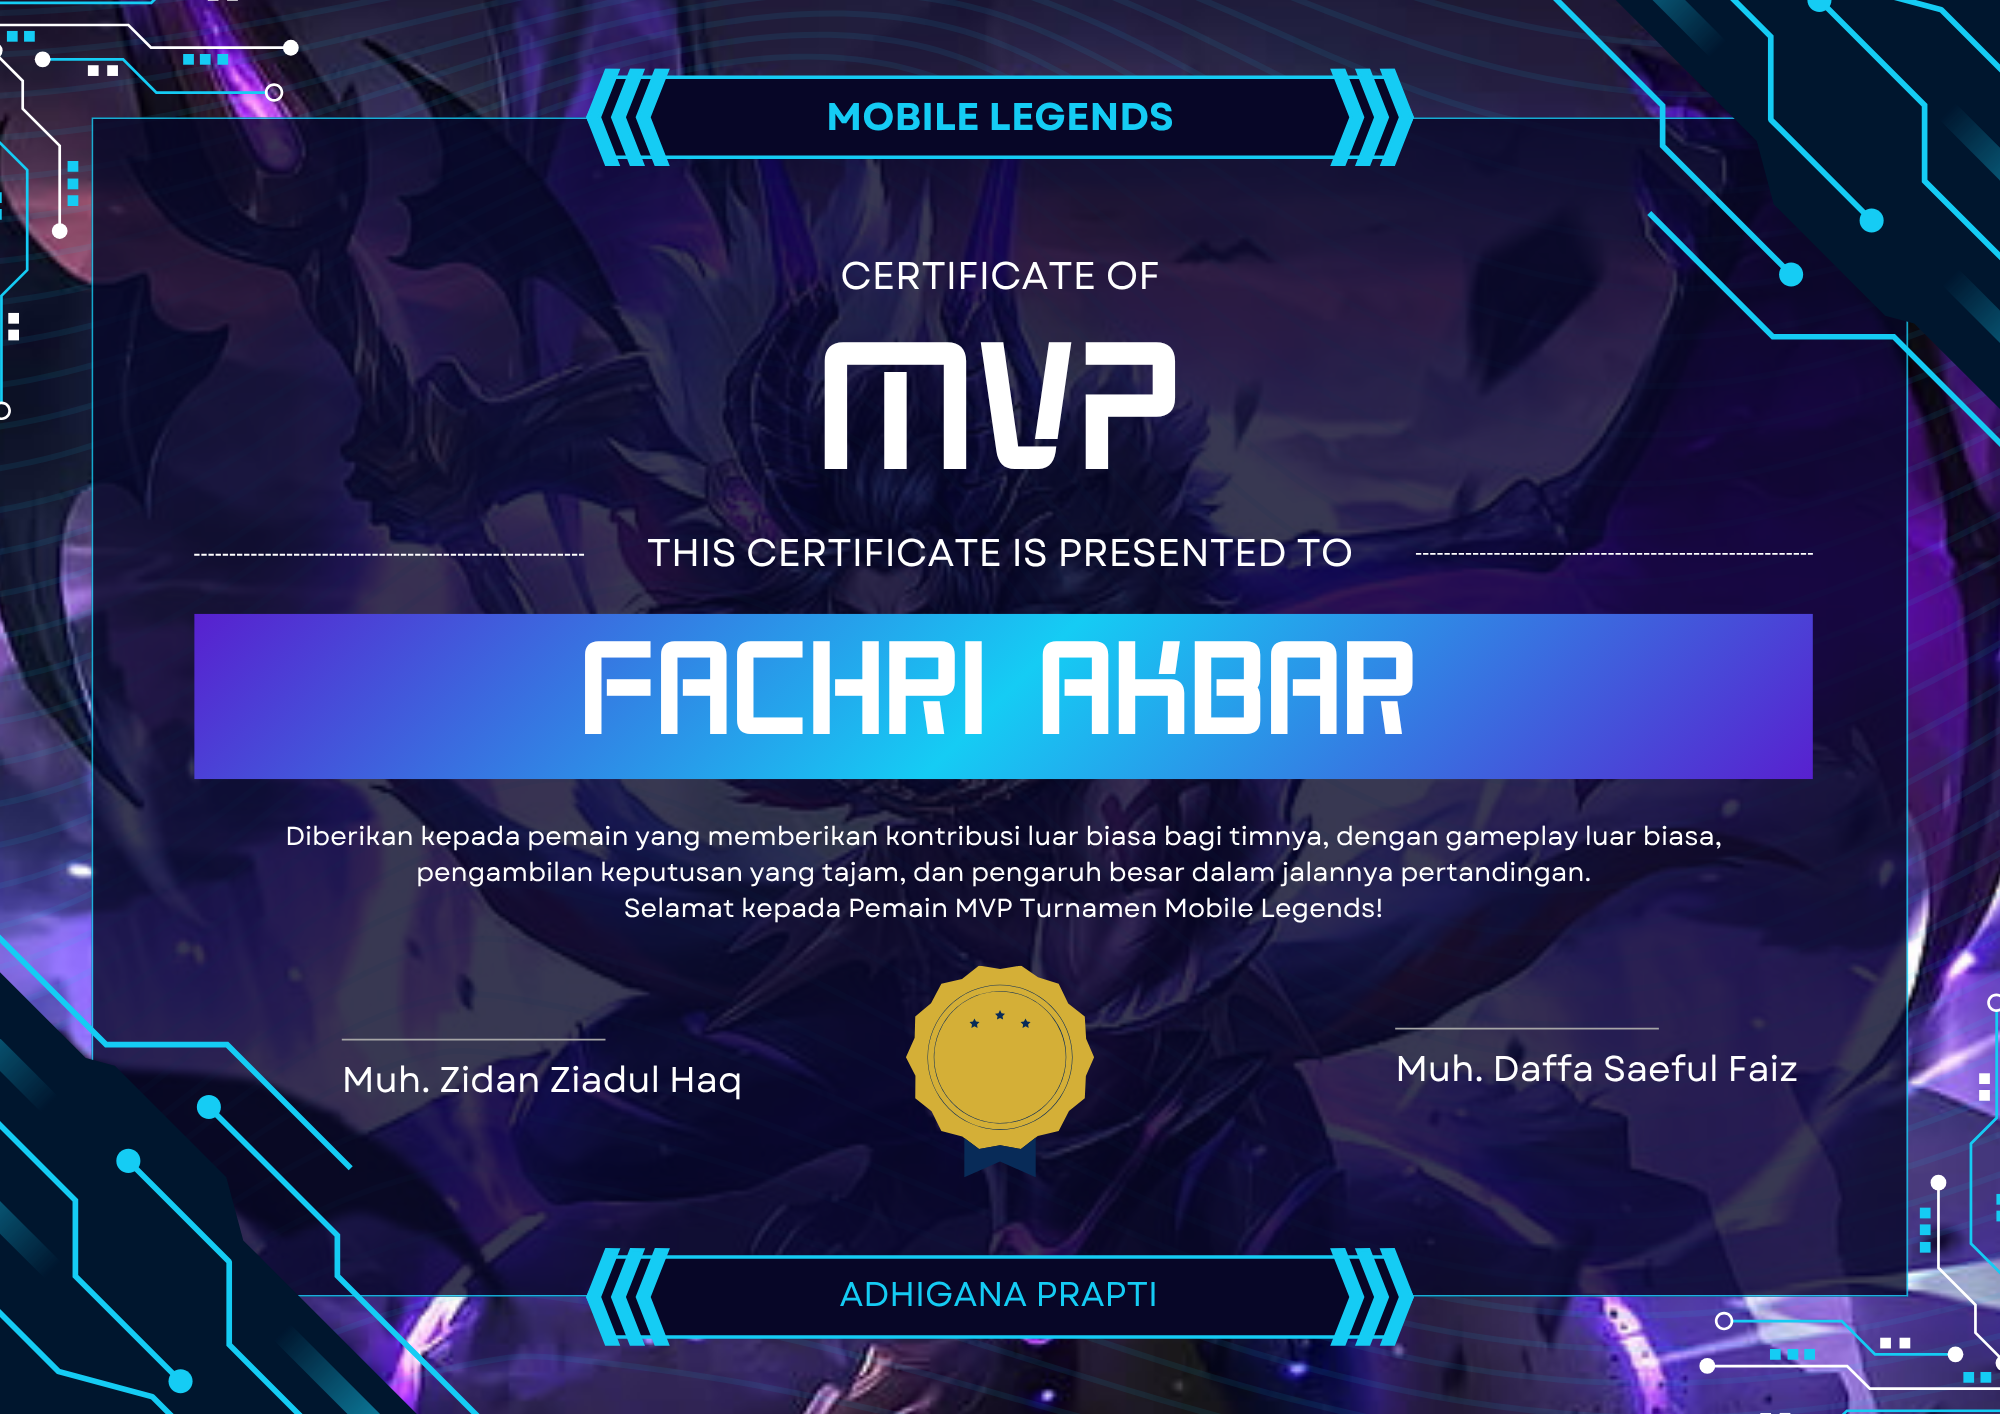 MOBILE LEGENDS
CERTIFICATE OF
MVP
THIS CERTIFICATE IS PRESENTED TO
FACHRI AKBAR
Diberikan kepada pemain yang memberikan kontribusi luar biasa bagi timnya, dengan gameplay luar biasa,
pengambilan keputusan yang tajam, dan pengaruh besar dalam jalannya pertandingan.
Selamat kepada Pemain MVP Turnamen Mobile Legends!
Muh. Zidan Ziadul Haq
Muh. Daffa Saeful Faiz
ADHIGANA PRAPTI